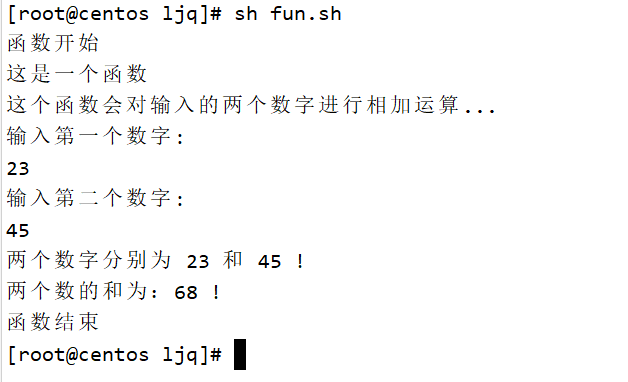 [root@centos ljq]# sh fun.sh
函数开始
这是一个函数
这个函数会对输入的两个数字进行相加运算...
输入第一个数字:
23
输入第二个数字:
45
两个数字分别为 23 和 45 !
两个数的和为: 68 !
函数结束
[root@centos ljq]#